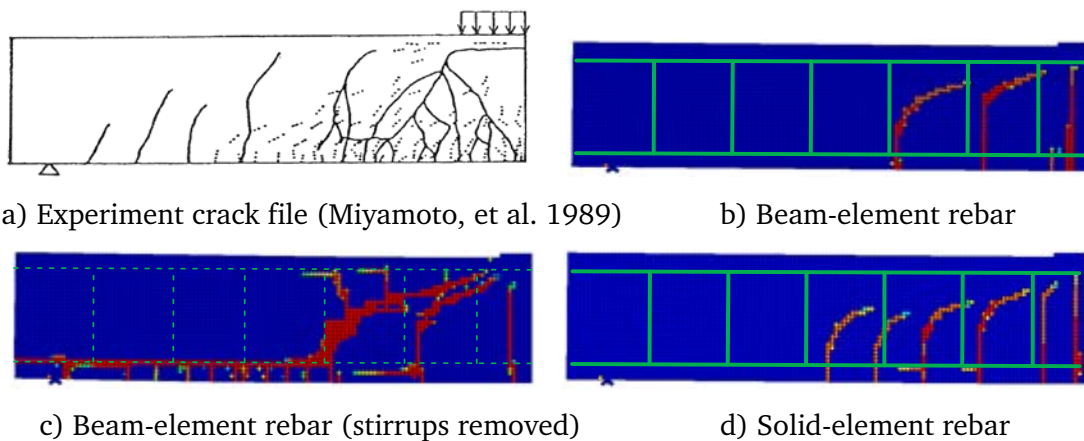 a) Experiment crack file (Miyamoto, et al. 1989)
b) Beam-element rebar
c) Beam-element rebar (stirrups removed)
d) Solid-element rebar